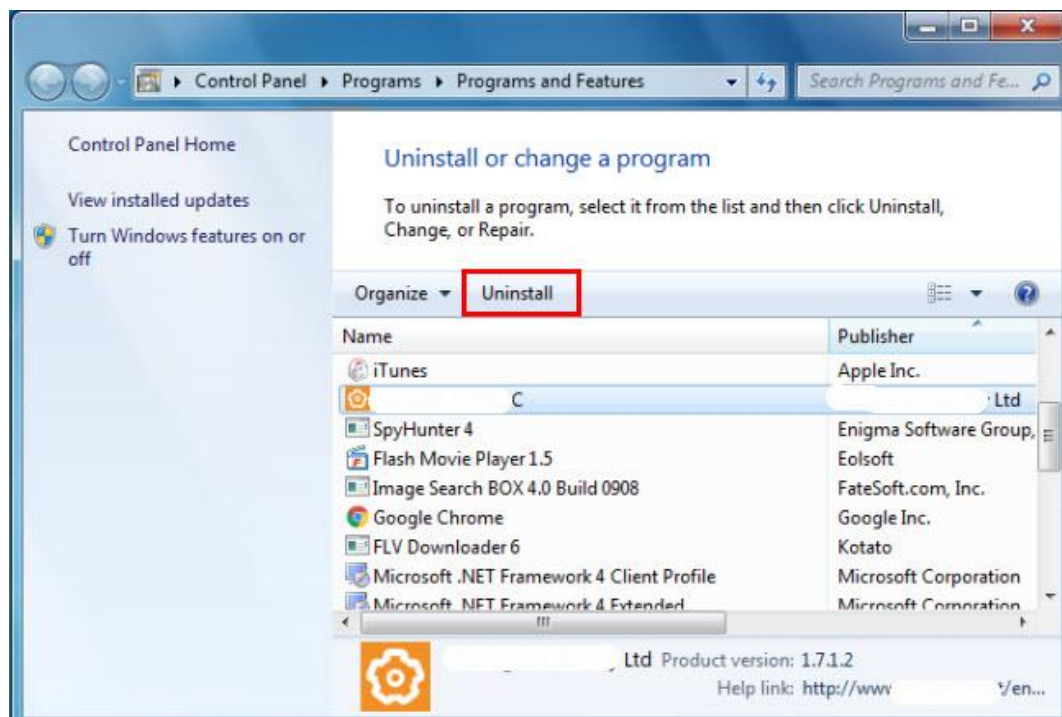 Control Panel Programs Programs and Features Search Programs and Fe...
Control Panel Home
View installed updates
Turn Windows features on or
off
Uninstall or change a program
To uninstall a program, select it from the list and then click Uninstall,
Change, or Repair.
Organize Uninstall
Name Publisher
iTunes Apple Inc.
C Ltd
SpyHunter 4 Enigma Software Group,
Flash Movie Player 1.5 Eolsoft
Image Search BOX 4.0 Build 0908 FateSoft.com, Inc.
Google Chrome Google Inc.
FLV Downloader 6 Kotato
Microsoft .NET Framework 4 Client Profile Microsoft Corporation
Microsoft .NET Framework 4 Extended Microsoft Corporation
Ltd Product version: 1.7.1.2
Help link: http://www /en...